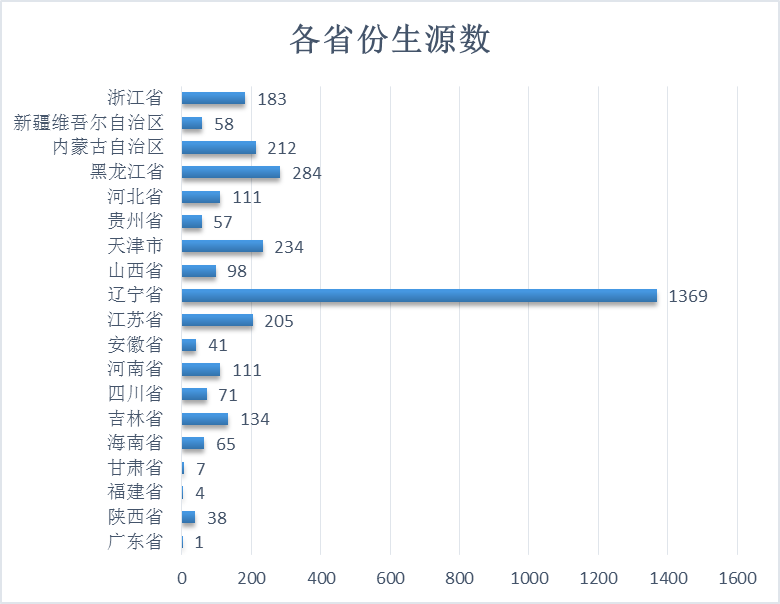 各省份生源数
浙江省 183
新疆维吾尔自治区 58
内蒙古自治区 212
黑龙江省 284
河北省 111
贵州省 57
天津市 234
山西省 98
辽宁省 1369
江苏省 205
安徽省 41
河南省 111
四川省 71
吉林省 134
海南省 65
甘肃省 7
福建省 4
陕西省 38
广东省 1
0 200 400 600 800 1000 1200 1400 1600